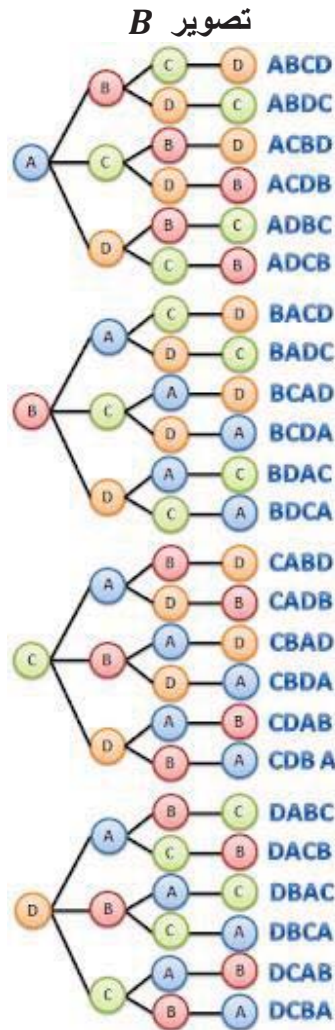 تصویر B
A B C D ABCD
D C ABDC
C B D ACBD
D B ACDB
D B C ADBC
C B ADCB
B A C D BACD
D C BADC
C A D BCAD
D A BCDA
D A C BDAC
C A BDCA
C A B D CABD
D B CADB
B A D CBAD
D A CBDA
D A B CDAB
B A CDB A
D A B C DABC
C B DACB
B A C DBAC
C A DBCA
C A B DCAB
B A DCBA